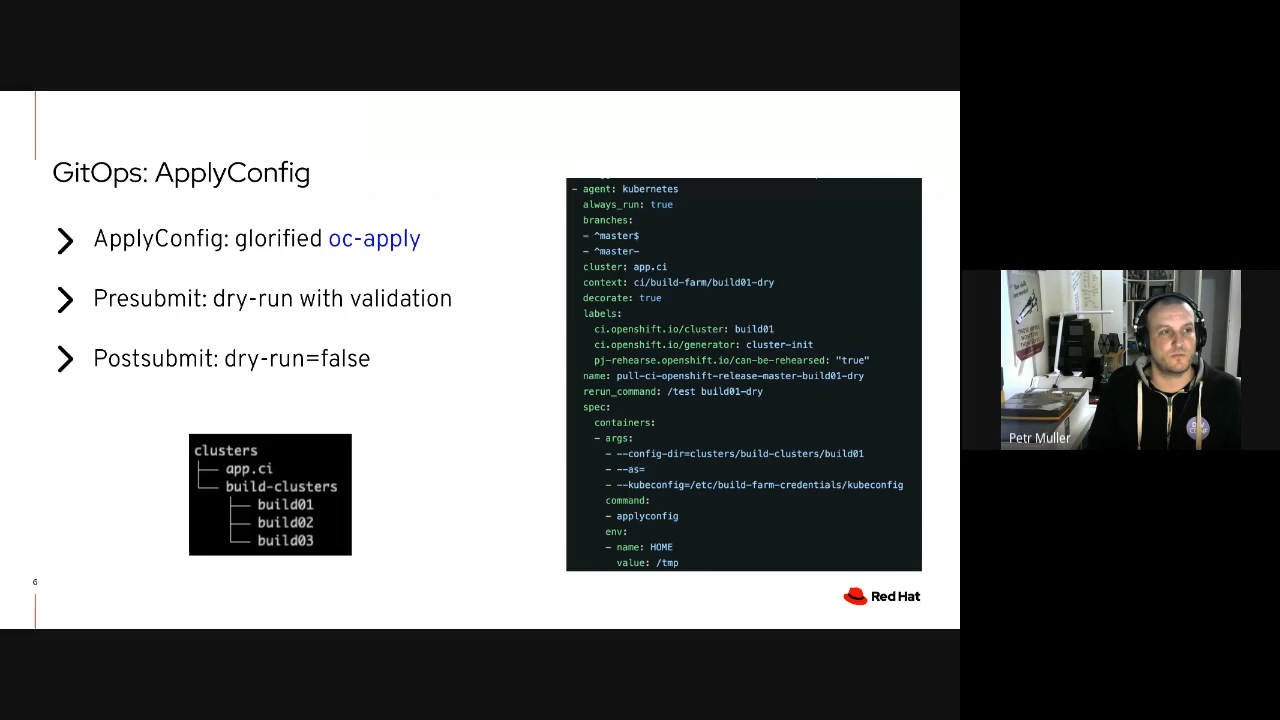 GitOps: ApplyConfig
ApplyConfig: glorified oc-apply
Presubmit: dry-run with validation
Postsubmit: dry-run=false
clusters
app.ci
build-clusters
build01
build02
build03
- agent: kubernetes
always_run: true
branches:
- ^master$
- ^master-
cluster: app.ci
context: ci/build-farm/build01-dry
decorate: true
labels:
ci.openshift.io/cluster: build01
ci.openshift.io/generator: cluster-init
pj-rehearse.openshift.io/can-be-rehearsed: "true"
name: pull-ci-openshift-release-master-build01-dry
rerun_command: /test build01-dry
spec:
containers:
- args:
- --config-dir=clusters/build-clusters/build01
- --as=
- --kubeconfig=/etc/build-farm-credentials/kubeconfig
command:
- applyconfig
env:
- name: HOME
value: /tmp
6
Red Hat
Petr Muller